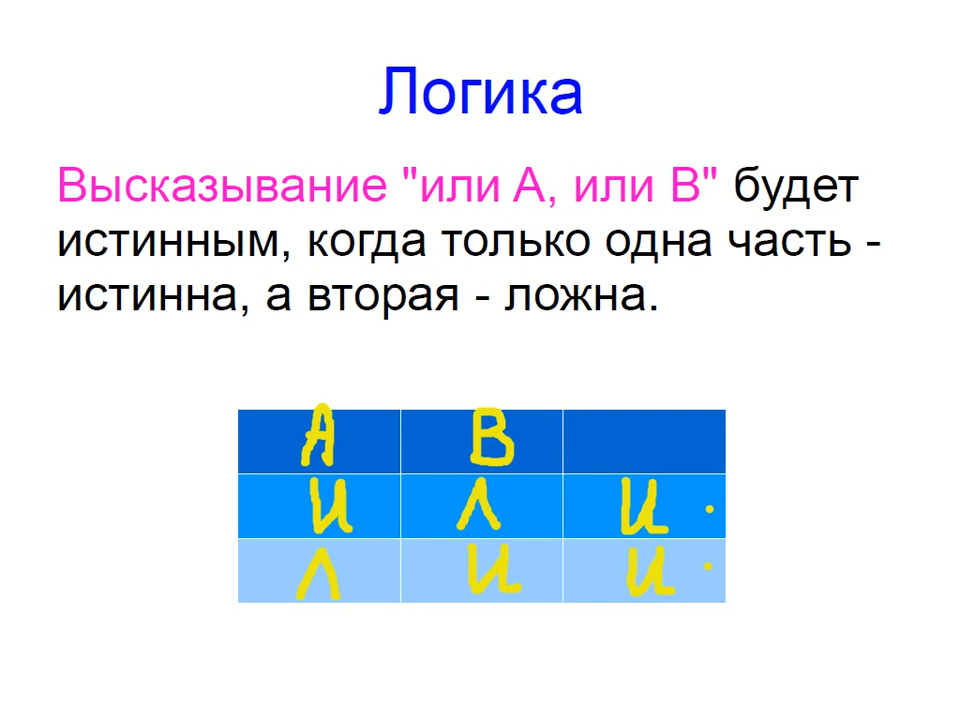 Логика
Высказывание "или А, или В" будет
истинным, когда только одна часть -
истинна, а вторая - ложна.
А В
И Л И .
Л И И .